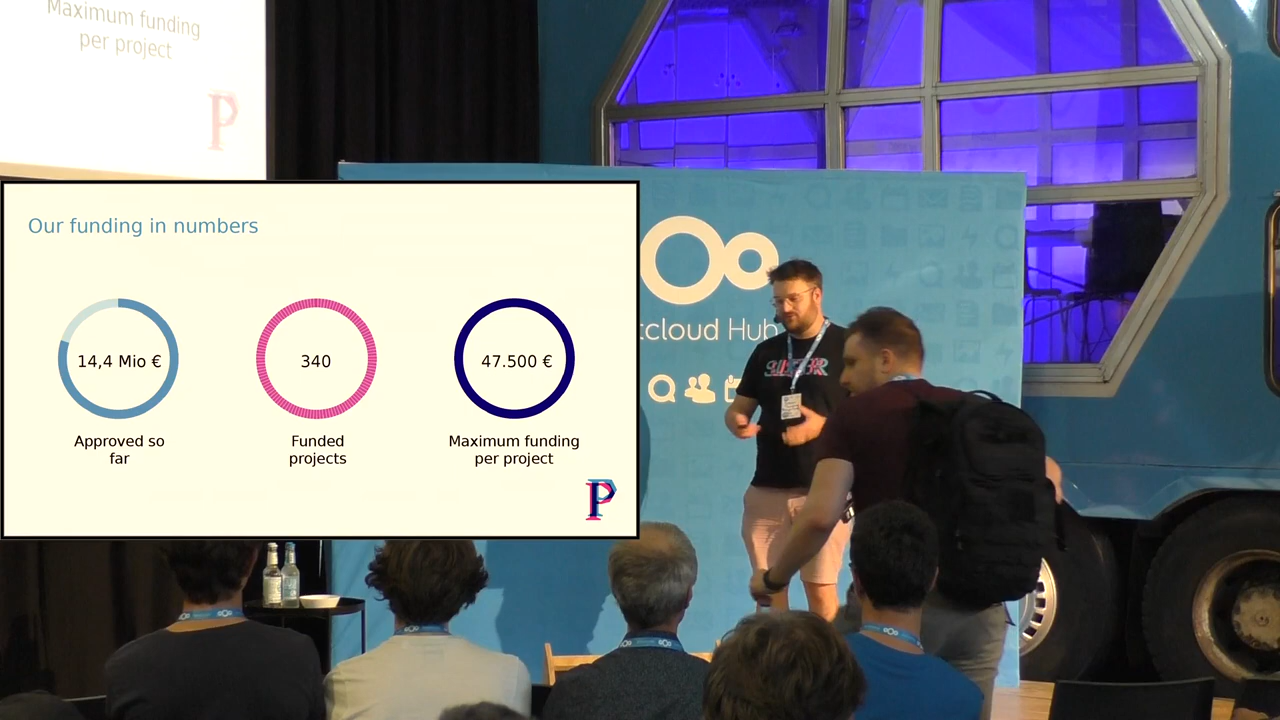 Maximum funding
per project
P
Our funding in numbers
14,4 Mio €
340
47.500 €
Approved so
far
Funded
projects
Maximum funding
per project
P
tcloud Hub